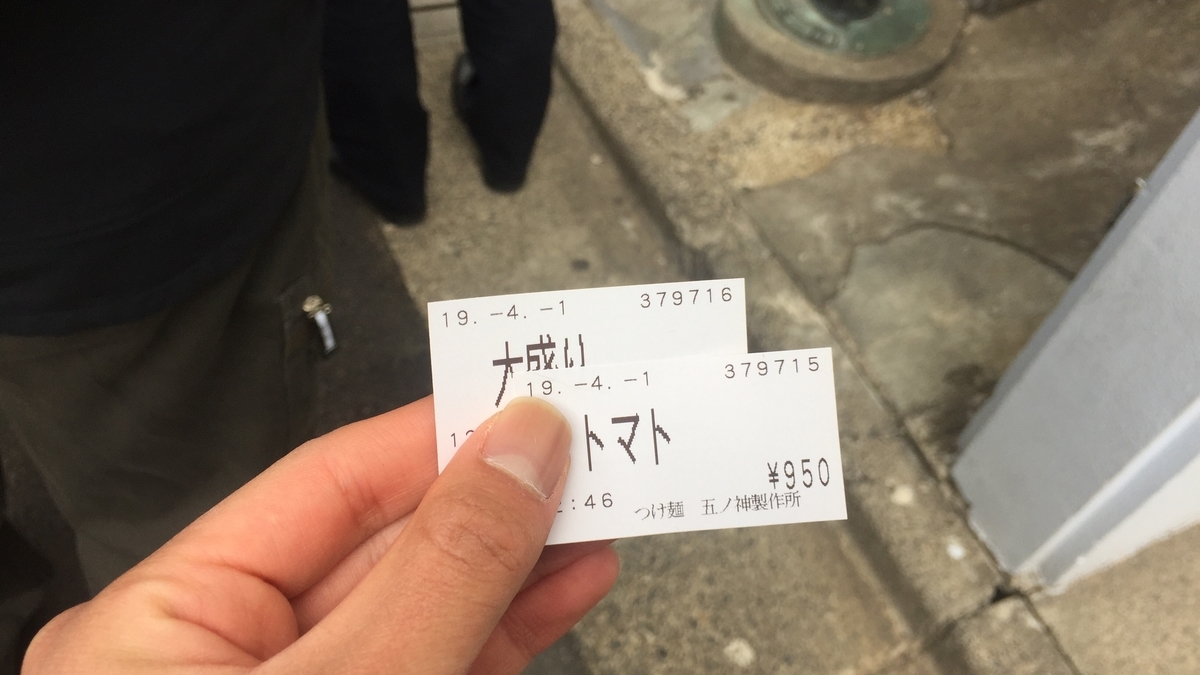 19.-4.-1 379716
大盛り
19.-4.-1 379715
トマト
¥950
:46 つけ麺 五ノ神製作所